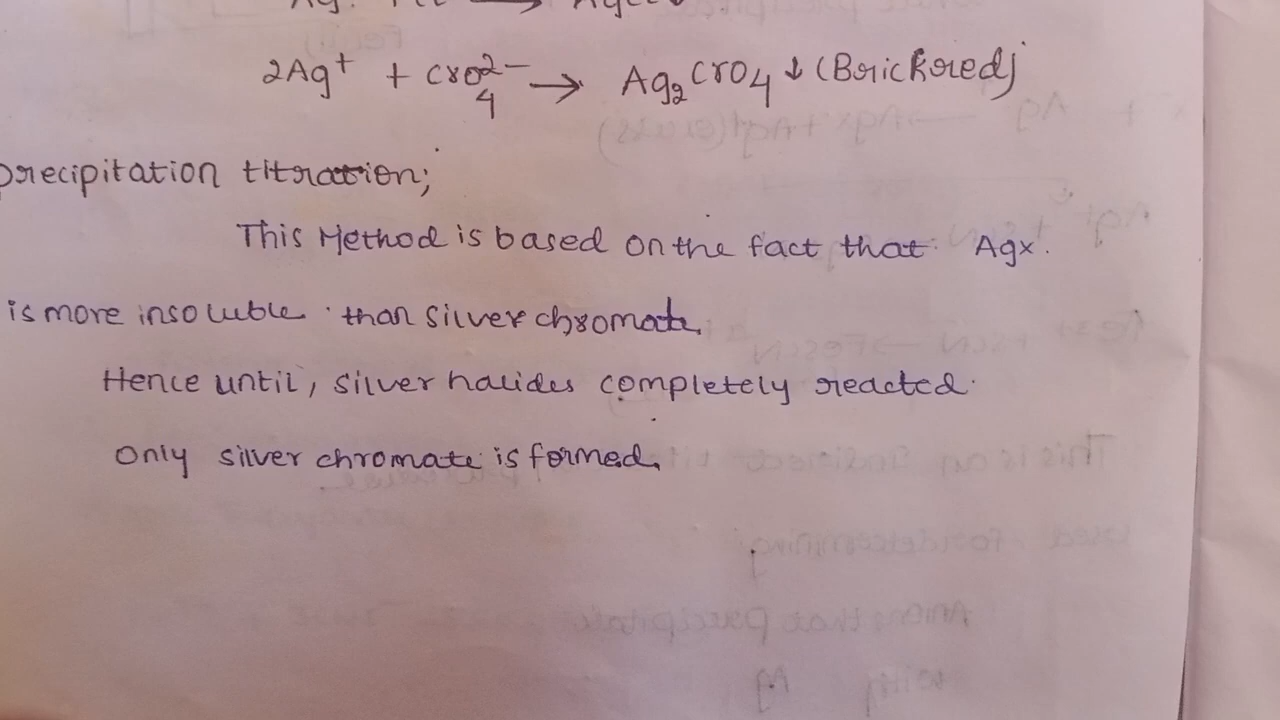 2Ag⁺ + CrO₄²⁻ → Ag₂CrO₄ ↓ (Brickred)
precipitation titration;
This Method is based on the fact that Agx.
is more insoluble than silver chromate.
Hence until, silver halides completely reacted.
Only silver chromate is formed.